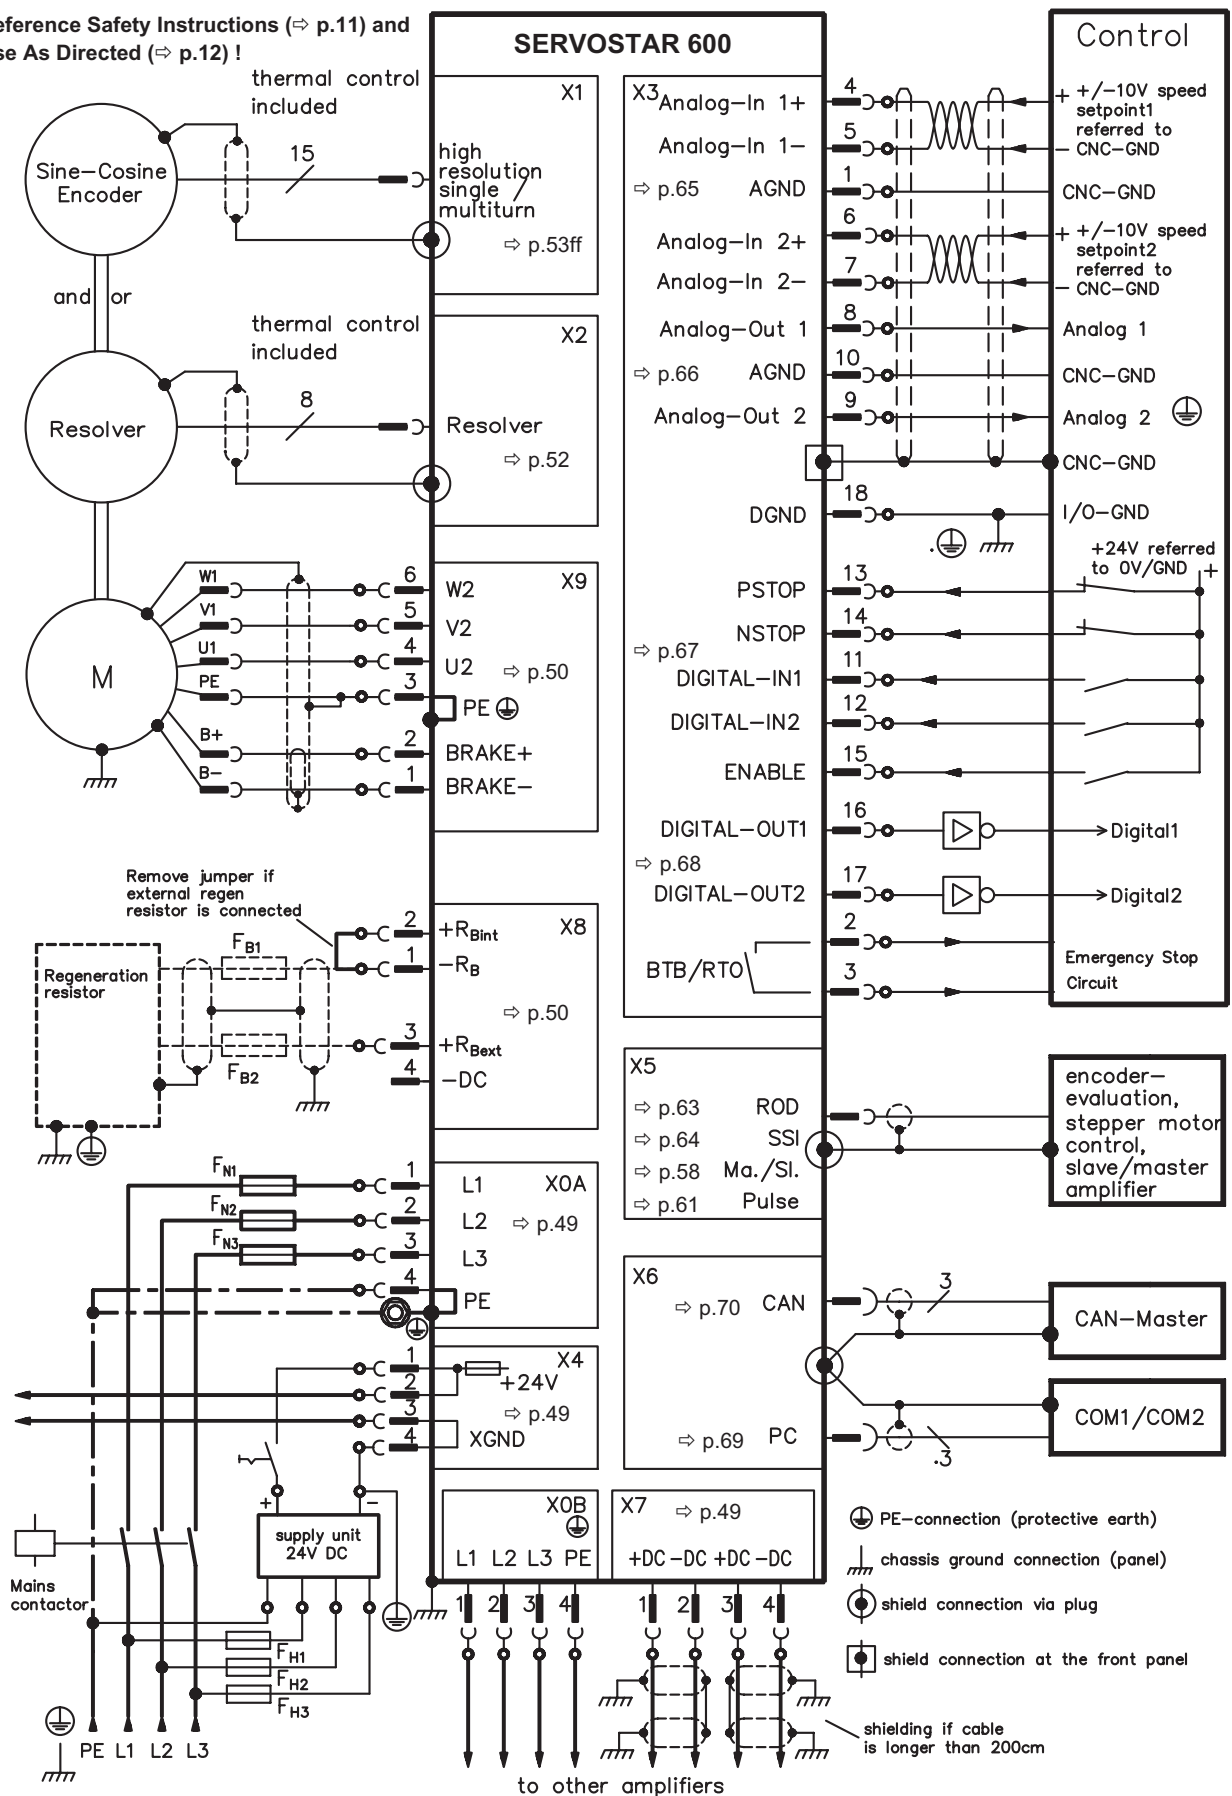 eference Safety Instructions (⇨ p.11) and
se As Directed (⇨ p.12) !
SERVOSTAR 600
Control
thermal control
included
Sine-Cosine
Encoder
15
X1
high
resolution
single /
multiturn
⇨ p.53ff
and or
thermal control
included
Resolver
8
X2
Resolver
⇨ p.52
M
W1
V1
U1
PE
B+
B-
6
5
4
3
2
1
X9
W2
V2
U2
⇨ p.50
PE
BRAKE+
BRAKE-
Remove jumper if
external regen
resistor is connected
Regeneration
resistor
FB1
FB2
2
1
3
4
X8
+RBint
-RB
⇨ p.50
+RBext
-DC
FN1
FN2
FN3
1
2
3
4
X0A
L1
L2
⇨ p.49
L3
PE
1
2
3
4
X4
+24V
⇨ p.49
XGND
+
-
supply unit
24V DC
Mains
contactor
FH1
FH2
FH3
PE L1 L2 L3
X3
Analog-In 1+
4
Analog-In 1-
5
⇨ p.65
AGND
1
Analog-In 2+
6
Analog-In 2-
7
Analog-Out 1
8
⇨ p.66
AGND
10
Analog-Out 2
9
DGND
18
PSTOP
13
NSTOP
14
⇨ p.67
DIGITAL-IN1
11
DIGITAL-IN2
12
ENABLE
15
DIGITAL-OUT1
16
⇨ p.68
DIGITAL-OUT2
17
2
BTB/RTO
3
+ +/-10V speed
setpoint1
referred to
- CNC-GND
CNC-GND
+ +/-10V speed
setpoint2
referred to
- CNC-GND
Analog 1
CNC-GND
Analog 2
CNC-GND
I/O-GND
+24V referred
to 0V/GND
+
Digital1
Digital2
Emergency Stop
Circuit
X5
⇨ p.63 ROD
⇨ p.64 SSI
⇨ p.58 Ma./Sl.
⇨ p.61 Pulse
encoder-
evaluation,
stepper motor
control,
slave/master
amplifier
X6
⇨ p.70 CAN
3
CAN-Master
⇨ p.69 PC
.3
COM1/COM2
X0B
L1 L2 L3 PE
1 2 3 4
X7
⇨ p.49
+DC -DC +DC -DC
1 2 3 4
PE-connection (protective earth)
chassis ground connection (panel)
shield connection via plug
shield connection at the front panel
shielding if cable
is longer than 200cm
to other amplifiers